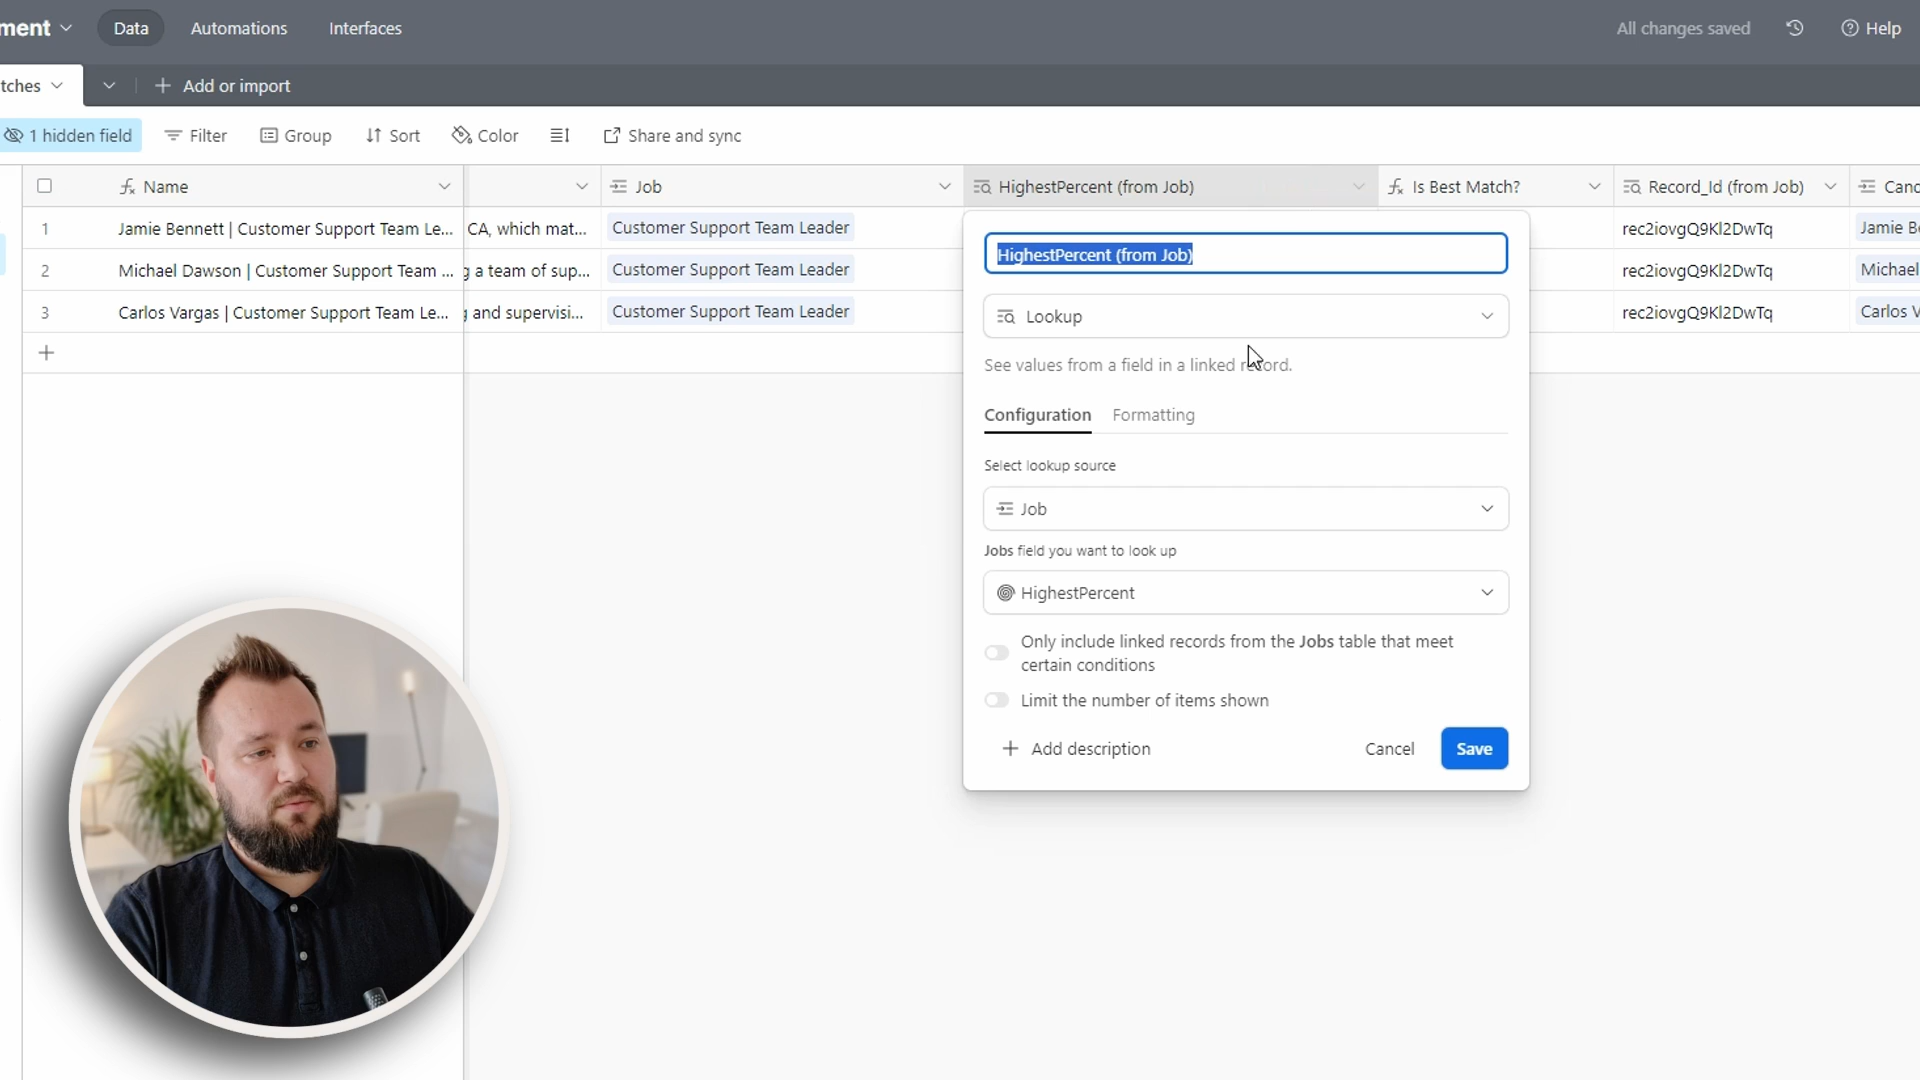 ment Data Automations Interfaces All changes saved Help
tches Add or import
1 hidden field Filter Group Sort Color Share and sync
Name Job HighestPercent (from Job) Is Best Match? Record_Id (from Job) Canc
1 Jamie Bennett | Customer Support Team Le... CA, which mat... Customer Support Team Leader rec2iovgQ9Kl2DwTq Jamie Be
2 Michael Dawson | Customer Support Team ... g a team of sup... Customer Support Team Leader rec2iovgQ9Kl2DwTq Michael
3 Carlos Vargas | Customer Support Team Le... g and supervisi... Customer Support Team Leader rec2iovgQ9Kl2DwTq Carlos V
HighestPercent (from Job)
Lookup
See values from a field in a linked record.
Configuration Formatting
Select lookup source
Job
Jobs field you want to look up
HighestPercent
Only include linked records from the Jobs table that meet
certain conditions
Limit the number of items shown
Add description Cancel Save